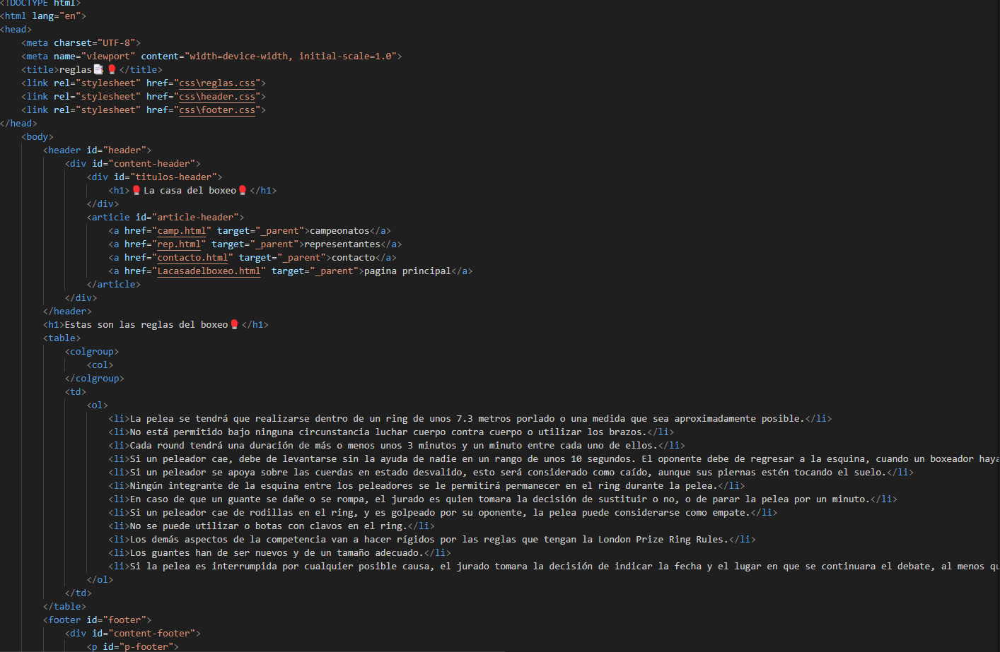 <!DOCTYPE html>
<html lang="en">
<head>
    <meta charset="UTF-8">
    <meta name="viewport" content="width=device-width, initial-scale=1.0">
    <title>reglas📑🥊</title>
    <link rel="stylesheet" href="css\reglas.css">
    <link rel="stylesheet" href="css\header.css">
    <link rel="stylesheet" href="css\footer.css">
</head>
    <body>
        <header id="header">
            <div id="content-header">
                <div id="titulos-header">
                    <h1>🥊La casa del boxeo🥊</h1>
                </div>
                <article id="article-header">
                    <a href="camp.html" target="_parent">campeonatos</a>
                    <a href="rep.html" target="_parent">representantes</a>
                    <a href="contacto.html" target="_parent">contacto</a>
                    <a href="Lacasadelboxeo.html" target="_parent">pagina principal</a>
                </article>
            </div>
        </header>
        <h1>Estas son las reglas del boxeo🥊</h1>
        <table>
            <colgroup>
                <col>
            </colgroup>
            <td>
                <ol>
                    <li>La pelea se tendrá que realizarse dentro de un ring de unos 7.3 metros porlado o una medida que sea aproximadamente posible.</li>
                    <li>No está permitido bajo ninguna circunstancia luchar cuerpo contra cuerpo o utilizar los brazos.</li>
                    <li>Cada round tendrá una duración de más o menos unos 3 minutos y un minuto entre cada uno de ellos.</li>
                    <li>Si un peleador cae, debe de levantarse sin la ayuda de nadie en un rango de unos 10 segundos. El oponente debe de regresar a la esquina, cuando un boxeador haya
                    <li>Si un peleador se apoya sobre las cuerdas en estado desvalido, esto será considerado como caído, aunque sus piernas estén tocando el suelo.</li>
                    <li>Ningún integrante de la esquina entre los peleadores se le permitirá permanecer en el ring durante la pelea.</li>
                    <li>En caso de que un guante se dañe o se rompa, el jurado es quien tomara la decisión de sustituir o no, o de parar la pelea por un minuto.</li>
                    <li>Si un peleador cae de rodillas en el ring, y es golpeado por su oponente, la pelea puede considerarse como empate.</li>
                    <li>No se puede utilizar o botas con clavos en el ring.</li>
                    <li>Los demás aspectos de la competencia van a hacer rígidos por las reglas que tengan la London Prize Ring Rules.</li>
                    <li>Los guantes han de ser nuevos y de un tamaño adecuado.</li>
                    <li>Si la pelea es interrumpida por cualquier posible causa, el jurado tomara la decisión de indicar la fecha y el lugar en que se continuara el debate, al menos qu
                </ol>
            </td>
        </table>
        <footer id="footer">
            <div id="content-footer">
                <p id="p-footer">